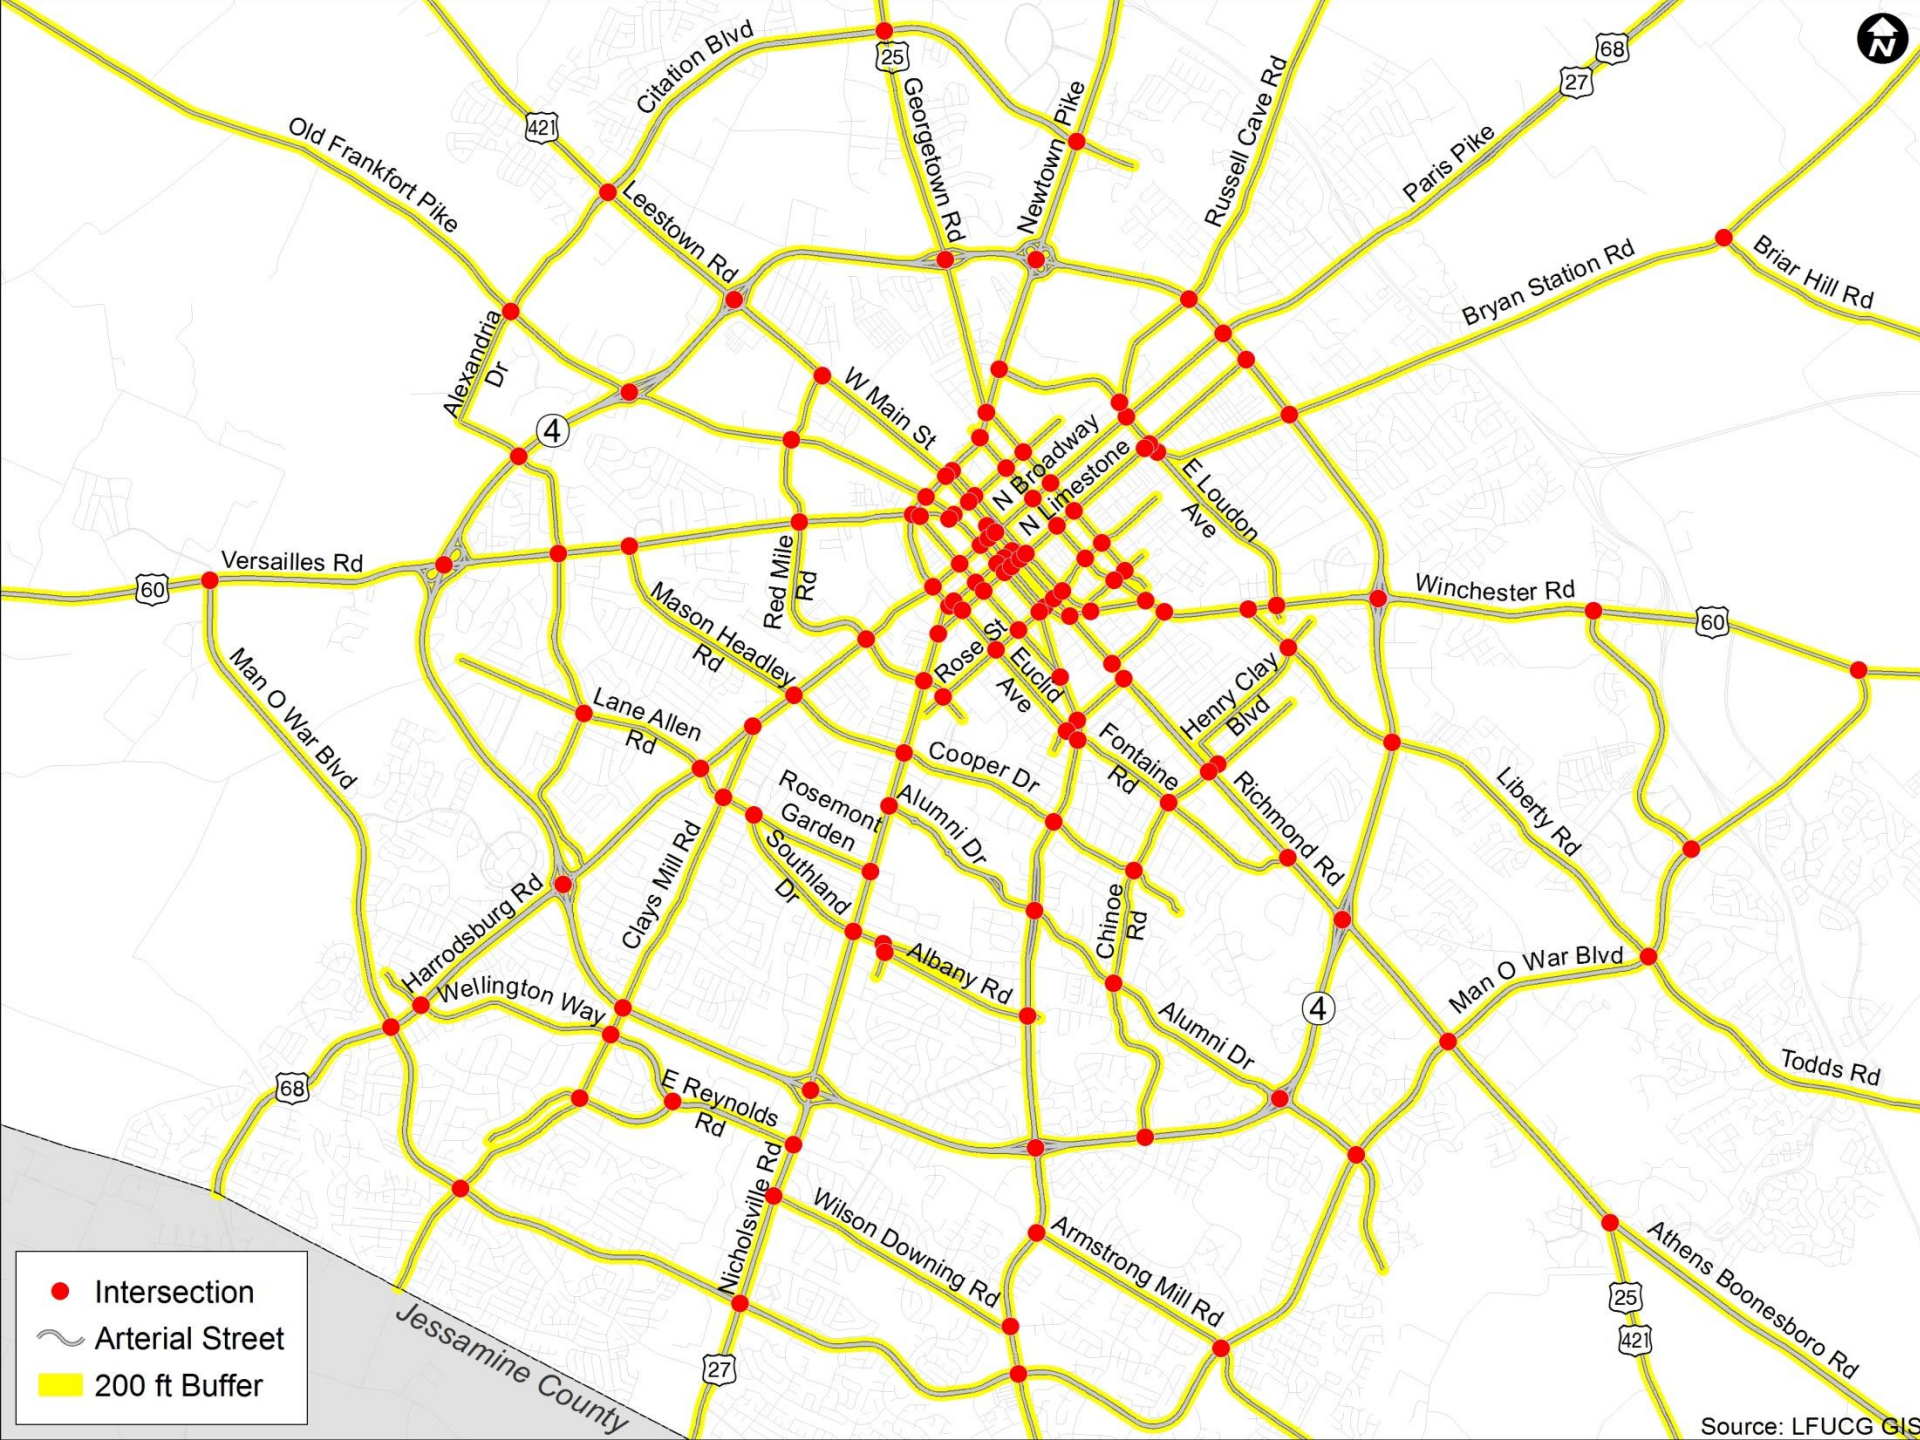 N
68
27
25
Citation Blvd
421
Georgetown Rd
Newtown Pike
Russell Cave Rd
Paris Pike
Old Frankfort Pike
Leestown Rd
Bryan Station Rd
Briar Hill Rd
Alexandria
Dr
4
W Main St
N Broadway
N Limestone
E Loudon
Ave
Versailles Rd
60
Red Mile
Rd
Winchester Rd
60
Mason Headley
Rd
Rose St
Euclid
Ave
Henry Clay
Blvd
Man O War Blvd
Lane Allen
Rd
Cooper Dr
Fontaine
Rd
Rosemont
Garden
Alumni Dr
Richmond Rd
Liberty Rd
Southland
Dr
Clays Mill Rd
Chinoe
Rd
Harrodsburg Rd
Albany Rd
Man O War Blvd
Wellington Way
4
Alumni Dr
Todds Rd
68
E Reynolds
Rd
Nicholsville Rd
Wilson Downing Rd
Armstrong Mill Rd
Athens Boonesboro Rd
25
421
27
Jessamine County
Intersection
Arterial Street
200 ft Buffer
Source: LFUCG GIS